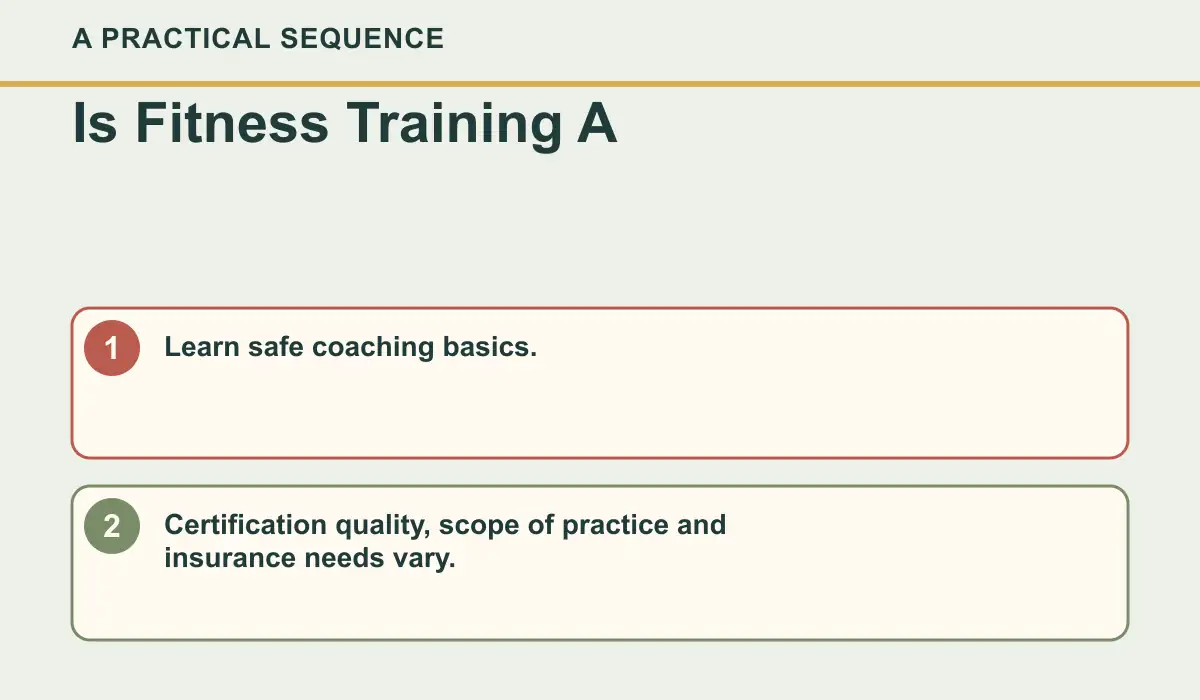 A PRACTICAL SEQUENCE
Is Fitness Training A
1
Learn safe coaching basics.
2
Certification quality, scope of practice and
insurance needs vary.